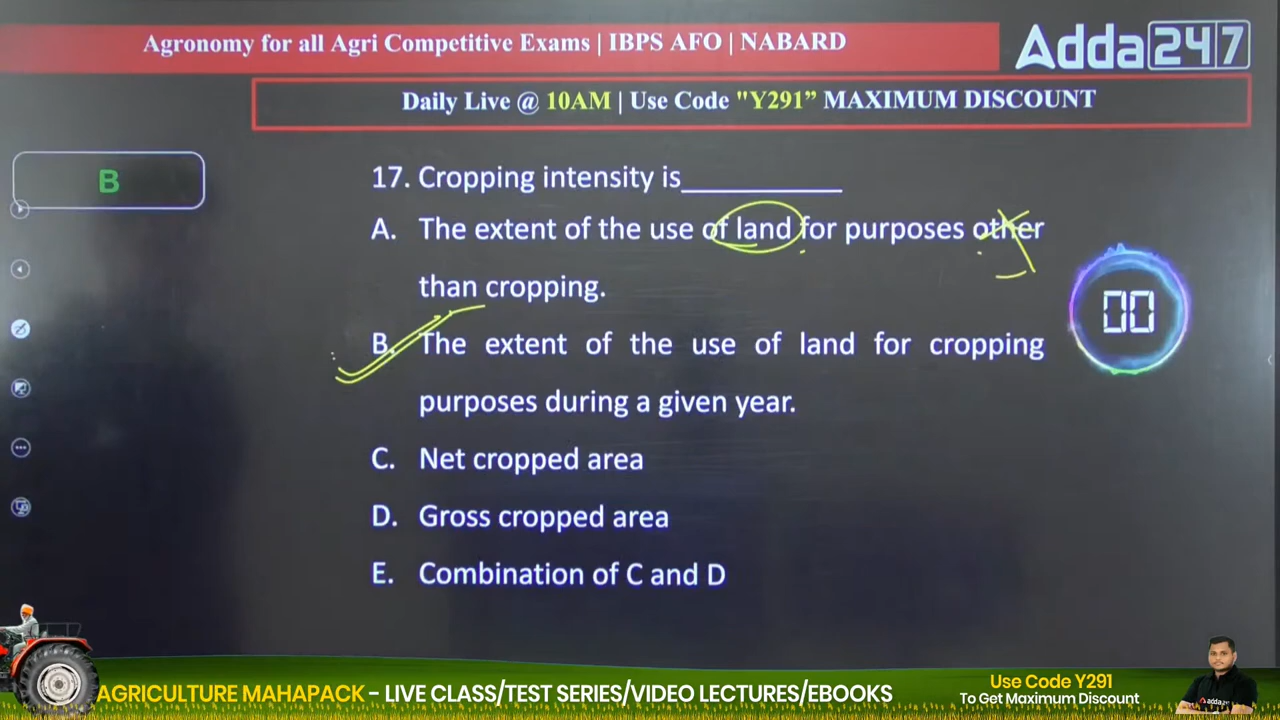 Agronomy for all Agri Competitive Exams | IBPS AFO | NABARD
Adda247
Daily Live @ 10AM | Use Code "Y291” MAXIMUM DISCOUNT
B
17. Cropping intensity is__________
A. The extent of the use of land for purposes other
than cropping.
B. The extent of the use of land for cropping
purposes during a given year.
C. Net cropped area
D. Gross cropped area
E. Combination of C and D
00
AGRICULTURE MAHAPACK – LIVE CLASS/TEST SERIES/VIDEO LECTURES/EBOOKS
Use Code Y291
To Get Maximum Discount